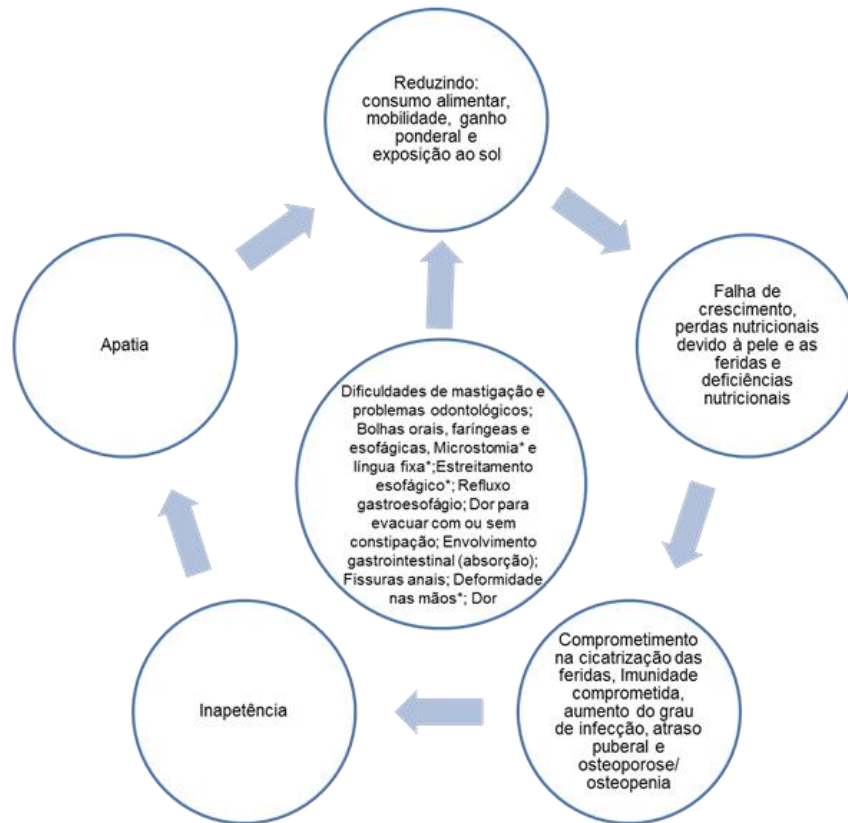 Reduzindo:
consumo alimentar,
mobilidade, ganho
ponderal e
exposição ao sol
Falha de
crescimento,
perdas nutricionais
devido à pele e as
feridas e
deficiências
nutricionais
Apatia
Dificuldades de mastigação e
problemas odontológicos;
Bolhas orais, faríngeas e
esofágicas, Microstomia* e
língua fixa*;Estreitamento
esofágico*; Refluxo
gastroesofágio; Dor para
evacuar com ou sem
constipação; Envolvimento
gastrointestinal (absorção);
Fissuras anais; Deformidade
nas mãos*; Dor
Comprometimento
na cicatrização das
feridas, Imunidade
comprometida,
aumento do grau
de infecção, atraso
puberal e
osteoporose/
osteopenia
Inapetência